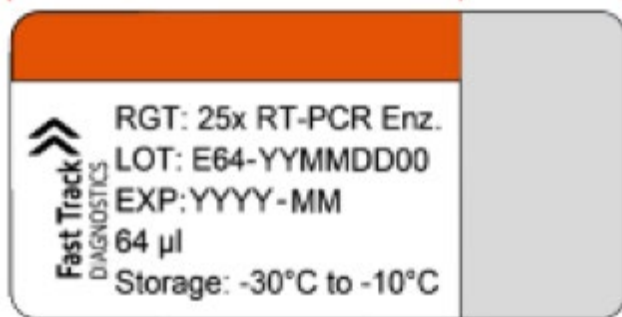 RGT: 25x RT-PCR Enz.
LOT: E64-YYMMDD00
EXP:YYYY-MM
64 µl
Storage: -30°C to -10°C
Fast Track
DIAGNOSTICS